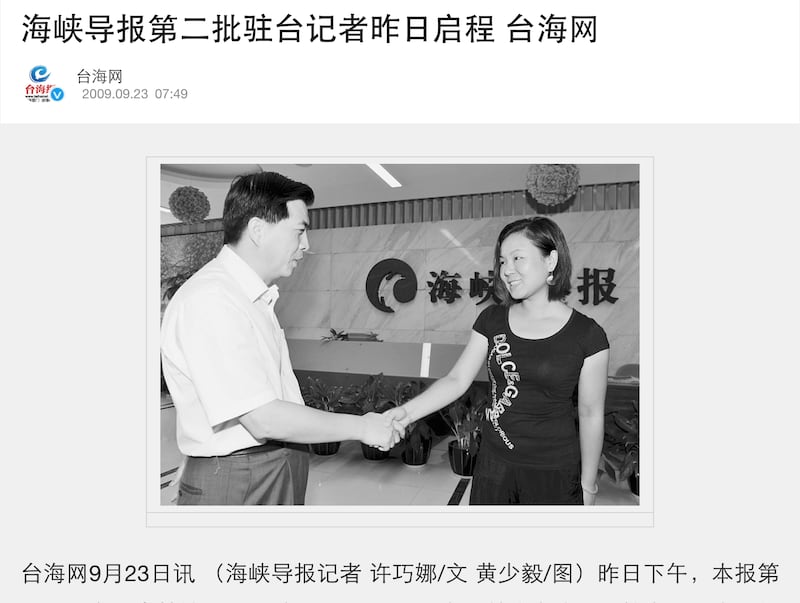 海峡导报第二批驻台记者昨日启程 台海网
台海网
2009.09.23 07:49
海峡 报
DOLCE&GA
台海网9月23日讯 （海峡导报记者 许巧娜/文 黄少毅/图）昨日下午，本报第